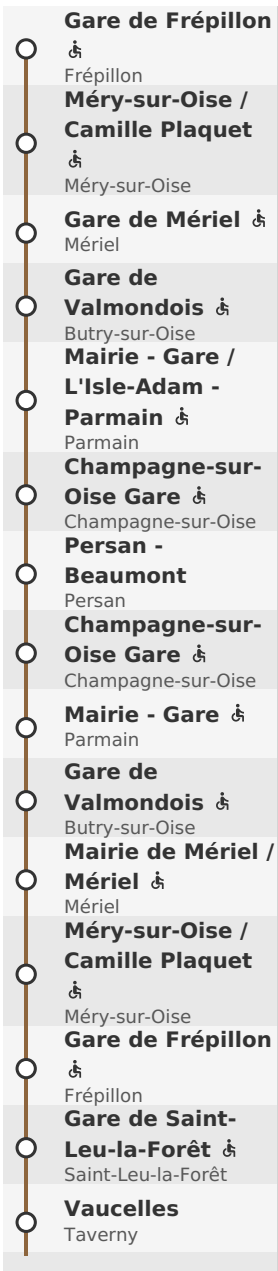 Gare de Frépillon
Frépillon
Méry-sur-Oise /
Camille Plaquet
Méry-sur-Oise
Gare de Mériel
Mériel
Gare de
Valmondois
Butry-sur-Oise
Mairie - Gare /
L'Isle-Adam -
Parmain
Parmain
Champagne-sur-
Oise Gare
Champagne-sur-Oise
Persan -
Beaumont
Persan
Champagne-sur-
Oise Gare
Champagne-sur-Oise
Mairie - Gare
Parmain
Gare de
Valmondois
Butry-sur-Oise
Mairie de Mériel /
Mériel
Mériel
Méry-sur-Oise /
Camille Plaquet
Méry-sur-Oise
Gare de Frépillon
Frépillon
Gare de Saint-
Leu-la-Forêt
Saint-Leu-la-Forêt
Vaucelles
Taverny